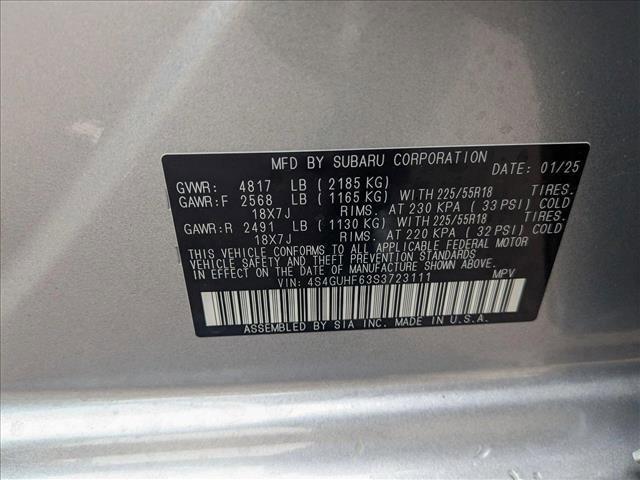 MFD BY SUBARU CORPORATION DATE: 01/25
GVWR: 4817 LB ( 2185 KG)
GAWR:F 2568 LB ( 1165 KG) WITH 225/55R18 TIRES.
18X7J RIMS. AT 230 KPA ( 33 PSI) COLD
GAWR:R 2491 LB ( 1130 KG) WITH 225/55R18 TIRES.
18X7J RIMS. AT 220 KPA ( 32 PSI) COLD
THIS VEHICLE CONFORMS TO ALL APPLICABLE FEDERAL MOTOR
VEHICLE SAFETY AND THEFT PREVENTION STANDARDS
IN EFFECT ON THE DATE OF MANUFACTURE SHOWN ABOVE.
VIN: 4S4GUHF63S3723111 MPV
ASSEMBLED BY SIA INC. MADE IN U.S.A.